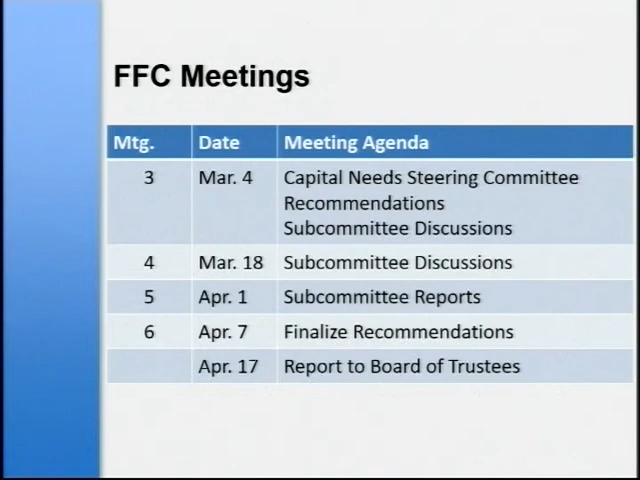 FFC Meetings
Mtg. Date Meeting Agenda
3 Mar. 4 Capital Needs Steering Committee
Recommendations
Subcommittee Discussions
4 Mar. 18 Subcommittee Discussions
5 Apr. 1 Subcommittee Reports
6 Apr. 7 Finalize Recommendations
Apr. 17 Report to Board of Trustees